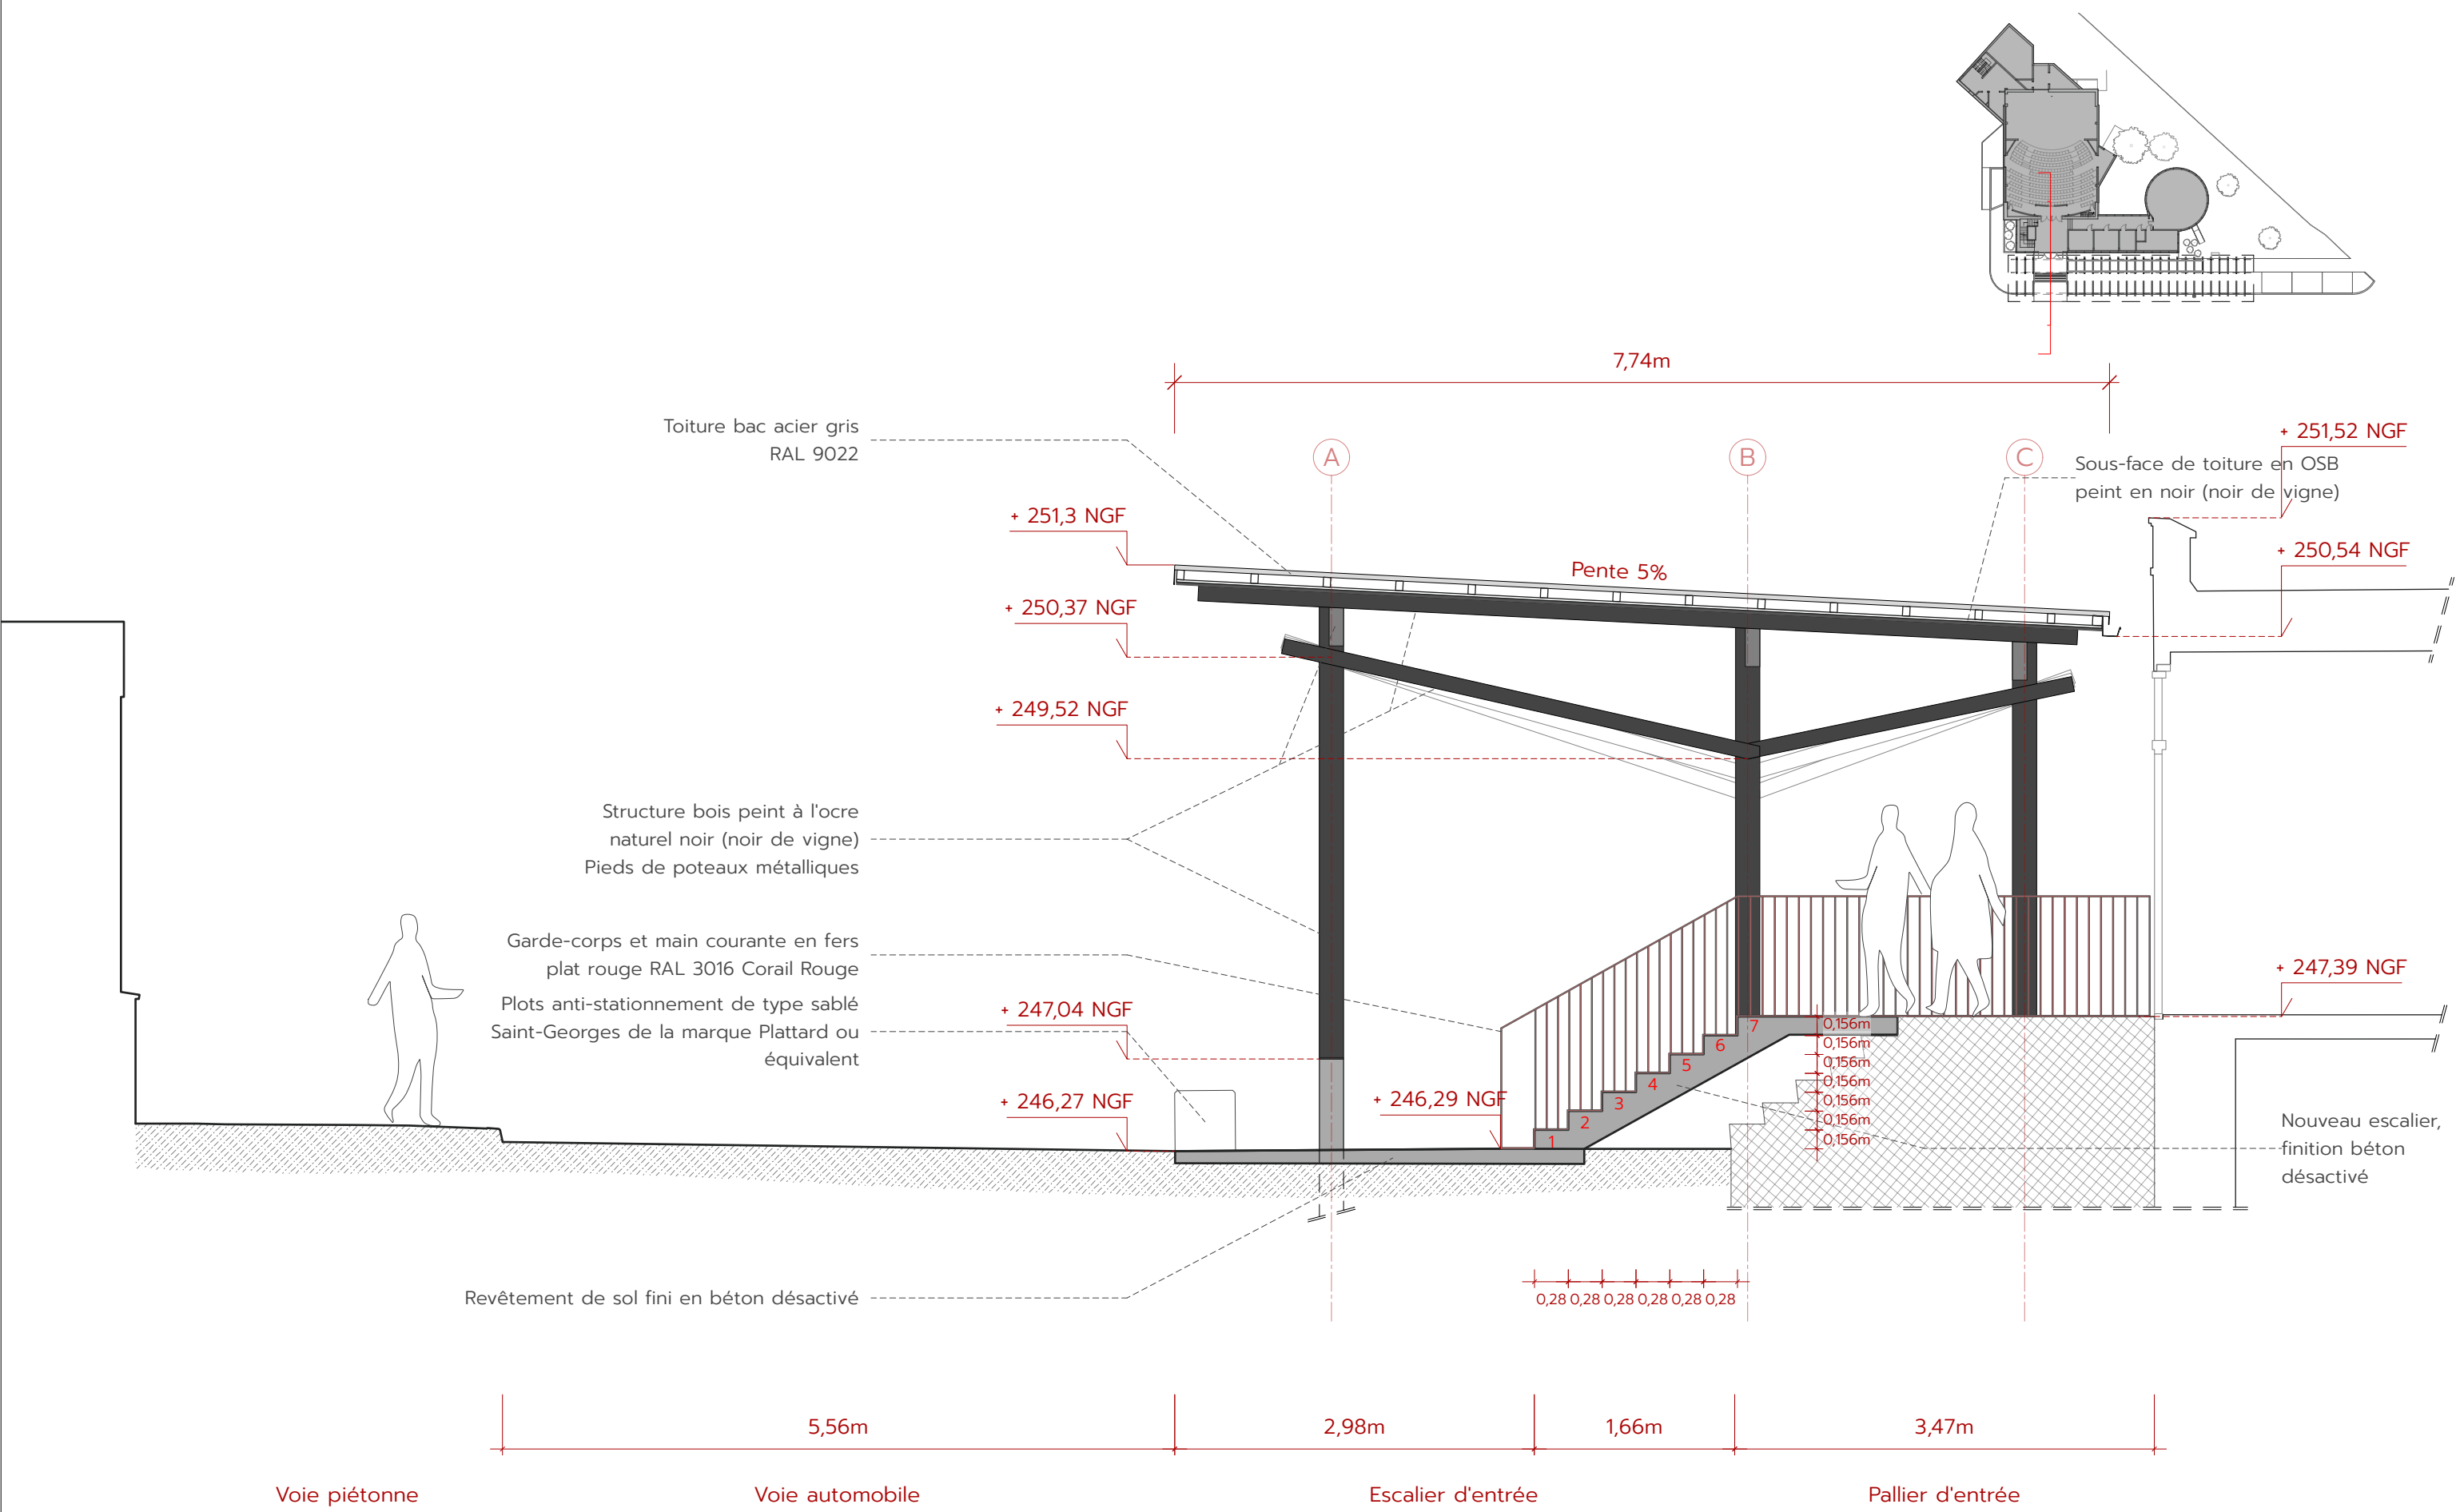 7,74m
Toiture bac acier gris
RAL 9022
A
B
C
+ 251,52 NGF
Sous-face de toiture en OSB
peint en noir (noir de vigne)
+ 251,3 NGF
+ 250,54 NGF
Pente 5%
+ 250,37 NGF
+ 249,52 NGF
Structure bois peint à l'ocre
naturel noir (noir de vigne)
Pieds de poteaux métalliques
Garde-corps et main courante en fers
plat rouge RAL 3016 Corail Rouge
+ 247,39 NGF
Plots anti-stationnement de type sablé
Saint-Georges de la marque Plattard ou
équivalent
+ 247,04 NGF
+ 246,27 NGF
+ 246,29 NGF
7
6
5
4
3
2
1
0,156m
0,156m
0,156m
0,156m
0,156m
0,156m
0,156m
Nouveau escalier,
finition béton
désactivé
Revêtement de sol fini en béton désactivé
0,28 0,28 0,28 0,28 0,28 0,28
5,56m
2,98m
1,66m
3,47m
Voie piétonne
Voie automobile
Escalier d'entrée
Pallier d'entrée